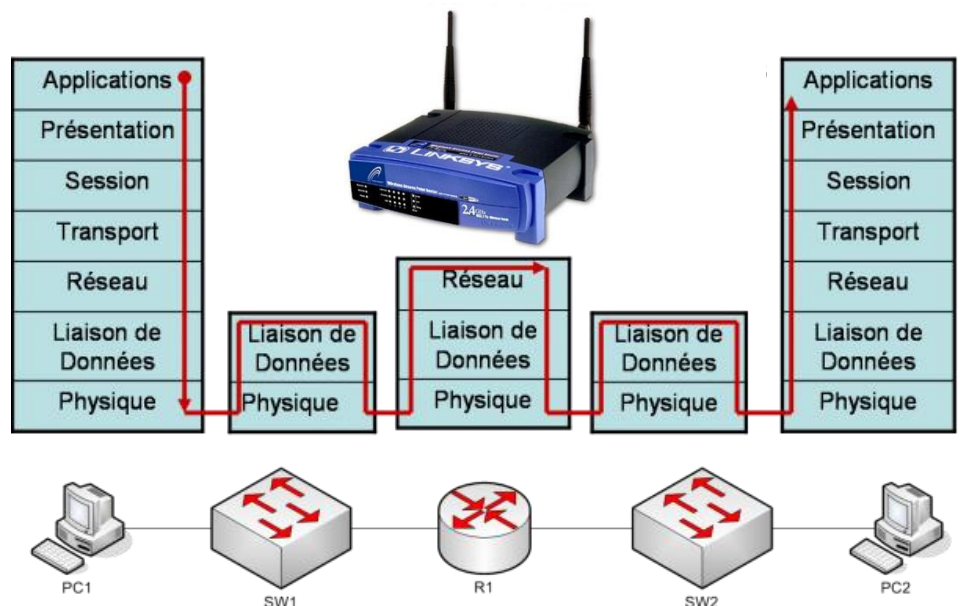 Applications
Présentation
Session
Transport
Réseau
Liaison de
Données
Physique
Liaison de
Données
Physique
LINKSYS
2.4GHz
Réseau
Liaison de
Données
Physique
Liaison de
Données
Physique
Applications
Présentation
Session
Transport
Réseau
Liaison de
Données
Physique
PC1
SW1
R1
SW2
PC2